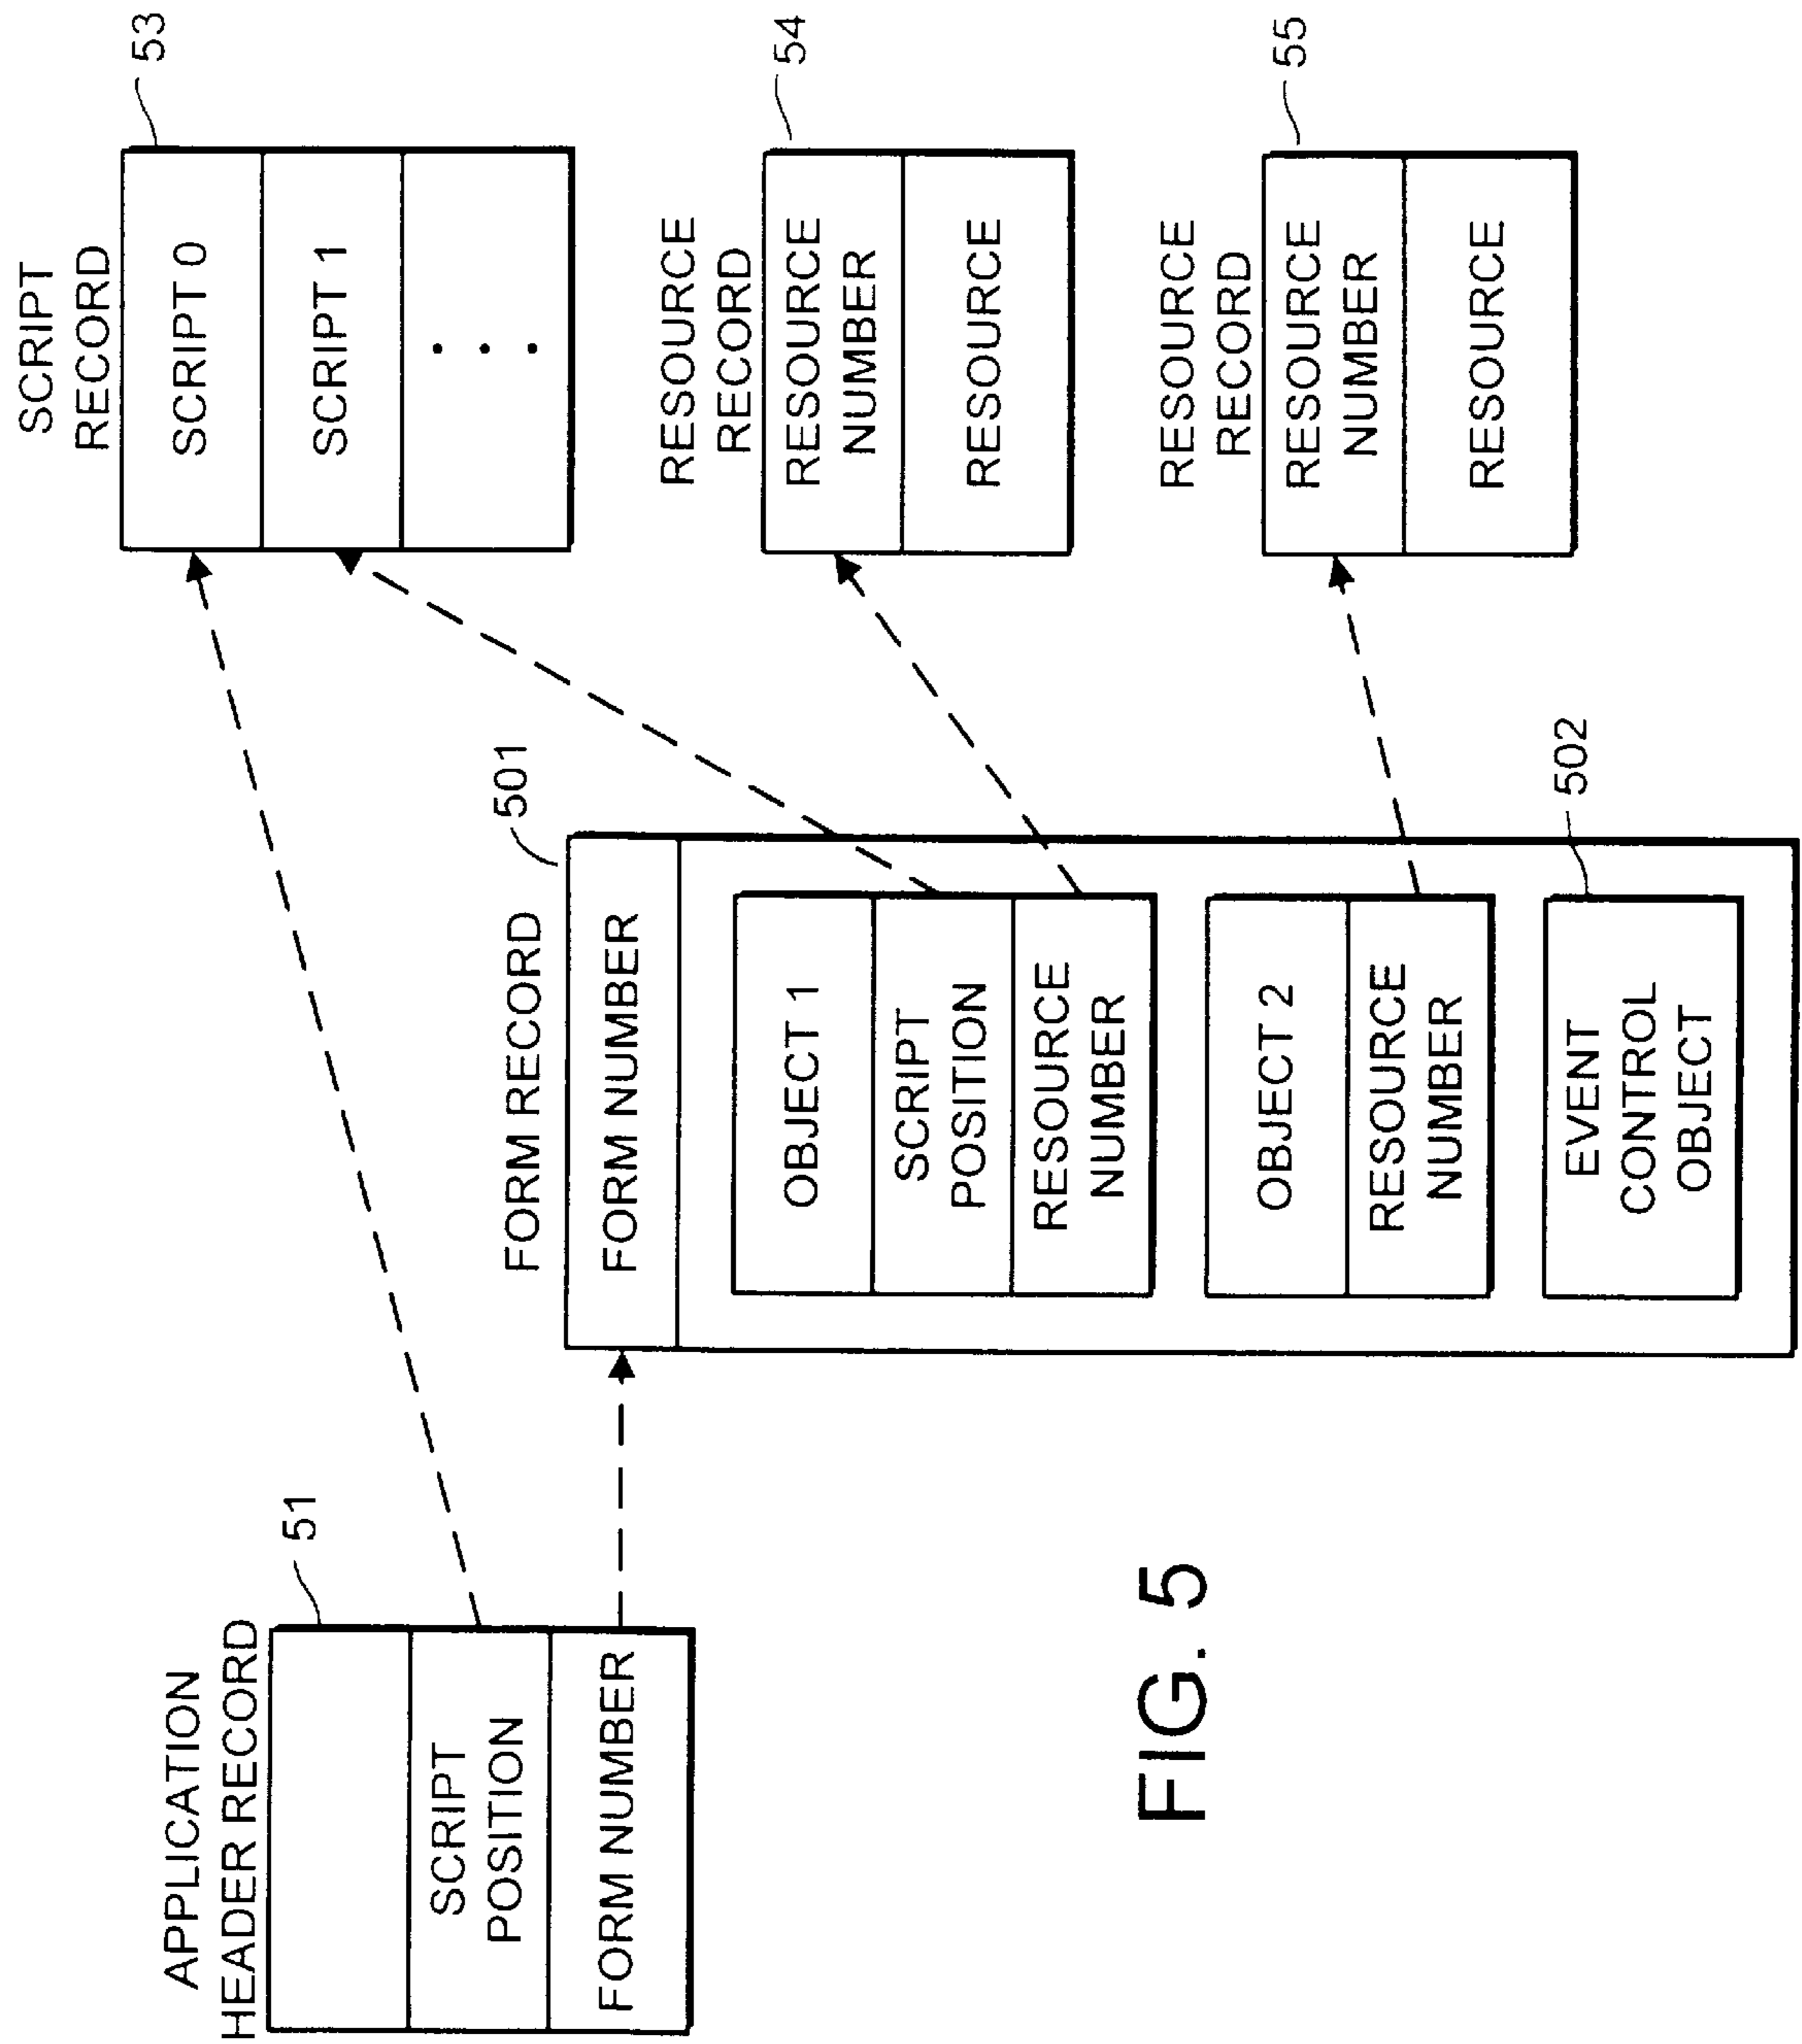 APPLICATION
HEADER RECORD
51
SCRIPT
POSITION
FORM NUMBER
FORM RECORD
501
FORM NUMBER
OBJECT 1
SCRIPT
POSITION
RESOURCE
NUMBER
OBJECT 2
RESOURCE
NUMBER
502
EVENT
CONTROL
OBJECT
SCRIPT
RECORD
53
SCRIPT 0
SCRIPT 1
. . .
RESOURCE
RECORD
54
RESOURCE
NUMBER
RESOURCE
RESOURCE
RECORD
55
RESOURCE
NUMBER
RESOURCE
FIG. 5